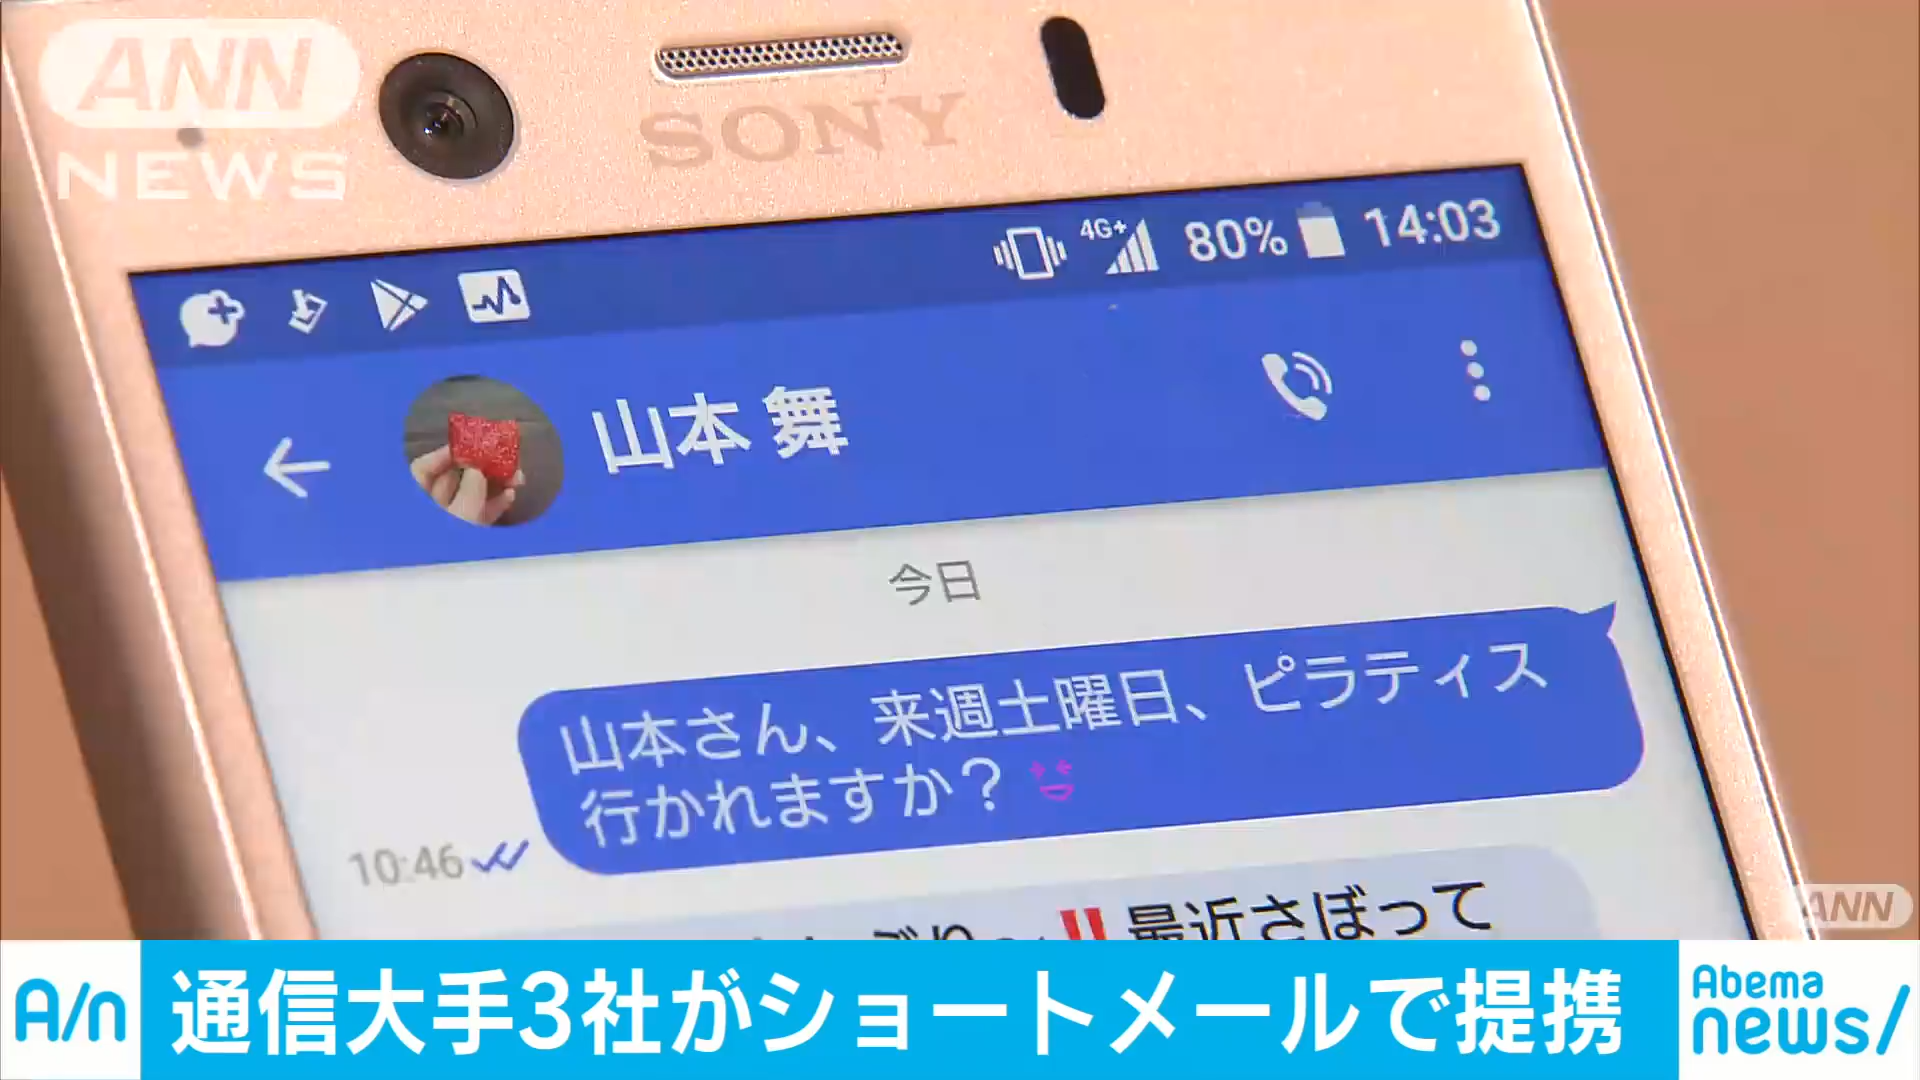 ANN
NEWS
SONY
4G+ 80% 14:03
山本 舞
今日
山本さん、来週土曜日、ピラティス
行かれますか?
10:46
ぶり〜‼最近さぼって
ANN
A/n
通信大手3社がショートメールで提携
Abema
news/